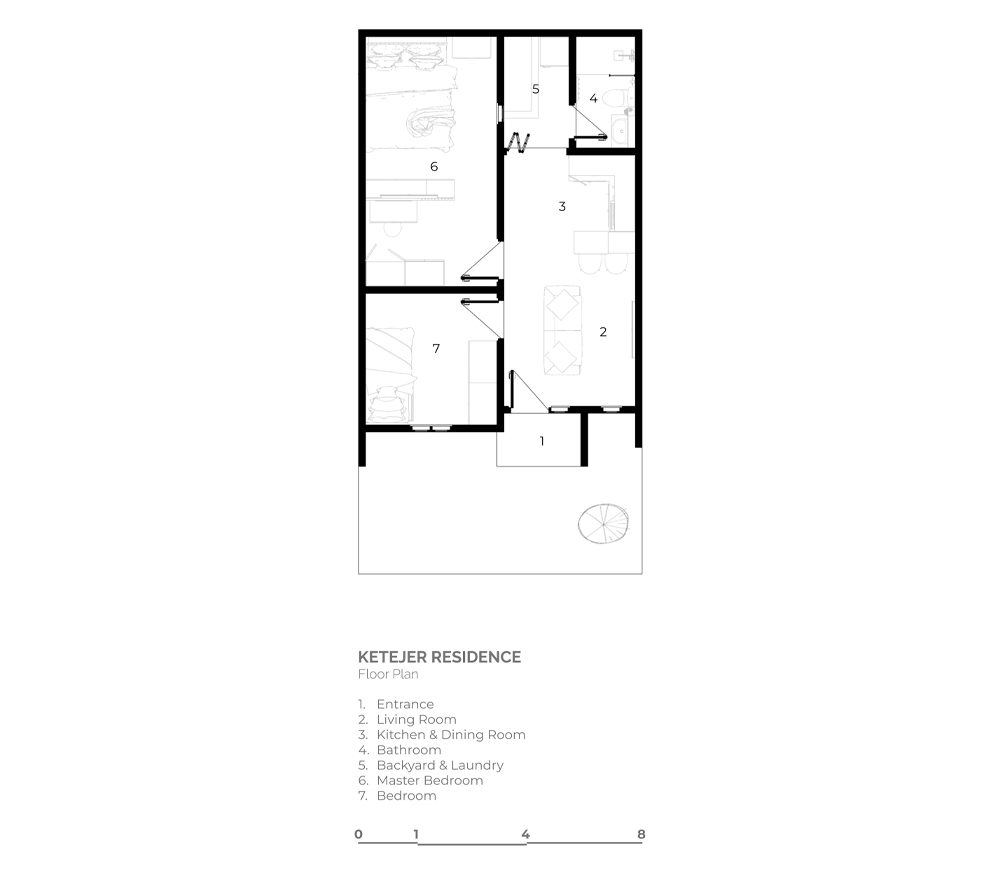 5
4
6
3
2
7
1
KETEJER RESIDENCE
Floor Plan
1. Entrance
2. Living Room
3. Kitchen & Dining Room
4. Bathroom
5. Backyard & Laundry
6. Master Bedroom
7. Bedroom
0 1 4 8